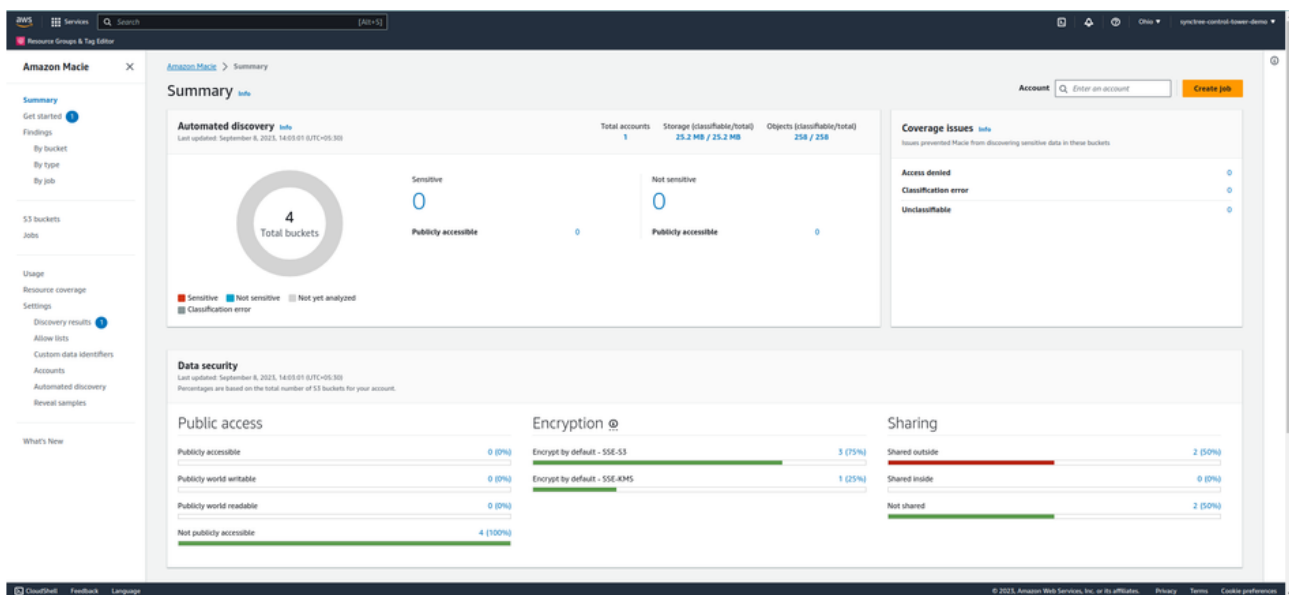 aws Services Search [Alt+S] Ohio synctree-control-tower-demo
Resource Groups & Tag Editor
Amazon Macie
Summary
Get started 1
Findings
By bucket
By type
By job
S3 buckets
Jobs
Usage
Resource coverage
Settings
Discovery results 1
Allow lists
Custom data identifiers
Accounts
Automated discovery
Reveal samples
What's New
Amazon Macie > Summary
Summary Info
Account Enter an account Create job
Automated discovery Info
Last updated: September 8, 2023, 14:03:01 (UTC+05:30)
Total accounts Storage (classifiable/total) Objects (classifiable/total)
1 25.2 MB / 25.2 MB 258 / 258
4
Total buckets
Sensitive Not sensitive Not yet analyzed
Classification error
Sensitive
0
Publicly accessible 0
Not sensitive
0
Publicly accessible 0
Coverage issues Info
Issues prevented Macie from discovering sensitive data in these buckets
Access denied 0
Classification error 0
Unclassifiable 0
Data security
Last updated: September 8, 2023, 14:03:01 (UTC+05:30)
Percentages are based on the total number of S3 buckets for your account.
Public access
Publicly accessible 0 (0%)
Publicly world writable 0 (0%)
Publicly world readable 0 (0%)
Not publicly accessible 4 (100%)
Encryption
Encrypt by default - SSE-S3 3 (75%)
Encrypt by default - SSE-KMS 1 (25%)
Sharing
Shared outside 2 (50%)
Shared inside 0 (0%)
Not shared 2 (50%)
CloudShell Feedback Language © 2023, Amazon Web Services, Inc. or its affiliates. Privacy Terms Cookie preferences